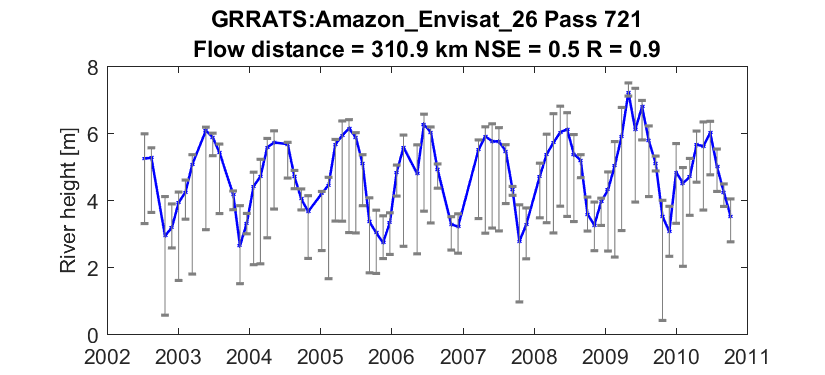 GRRATS:Amazon_Envisat_26 Pass 721
Flow distance = 310.9 km NSE = 0.5 R = 0.9
8
6
4
2
0
River height [m]
2002 2003 2004 2005 2006 2007 2008 2009 2010 2011